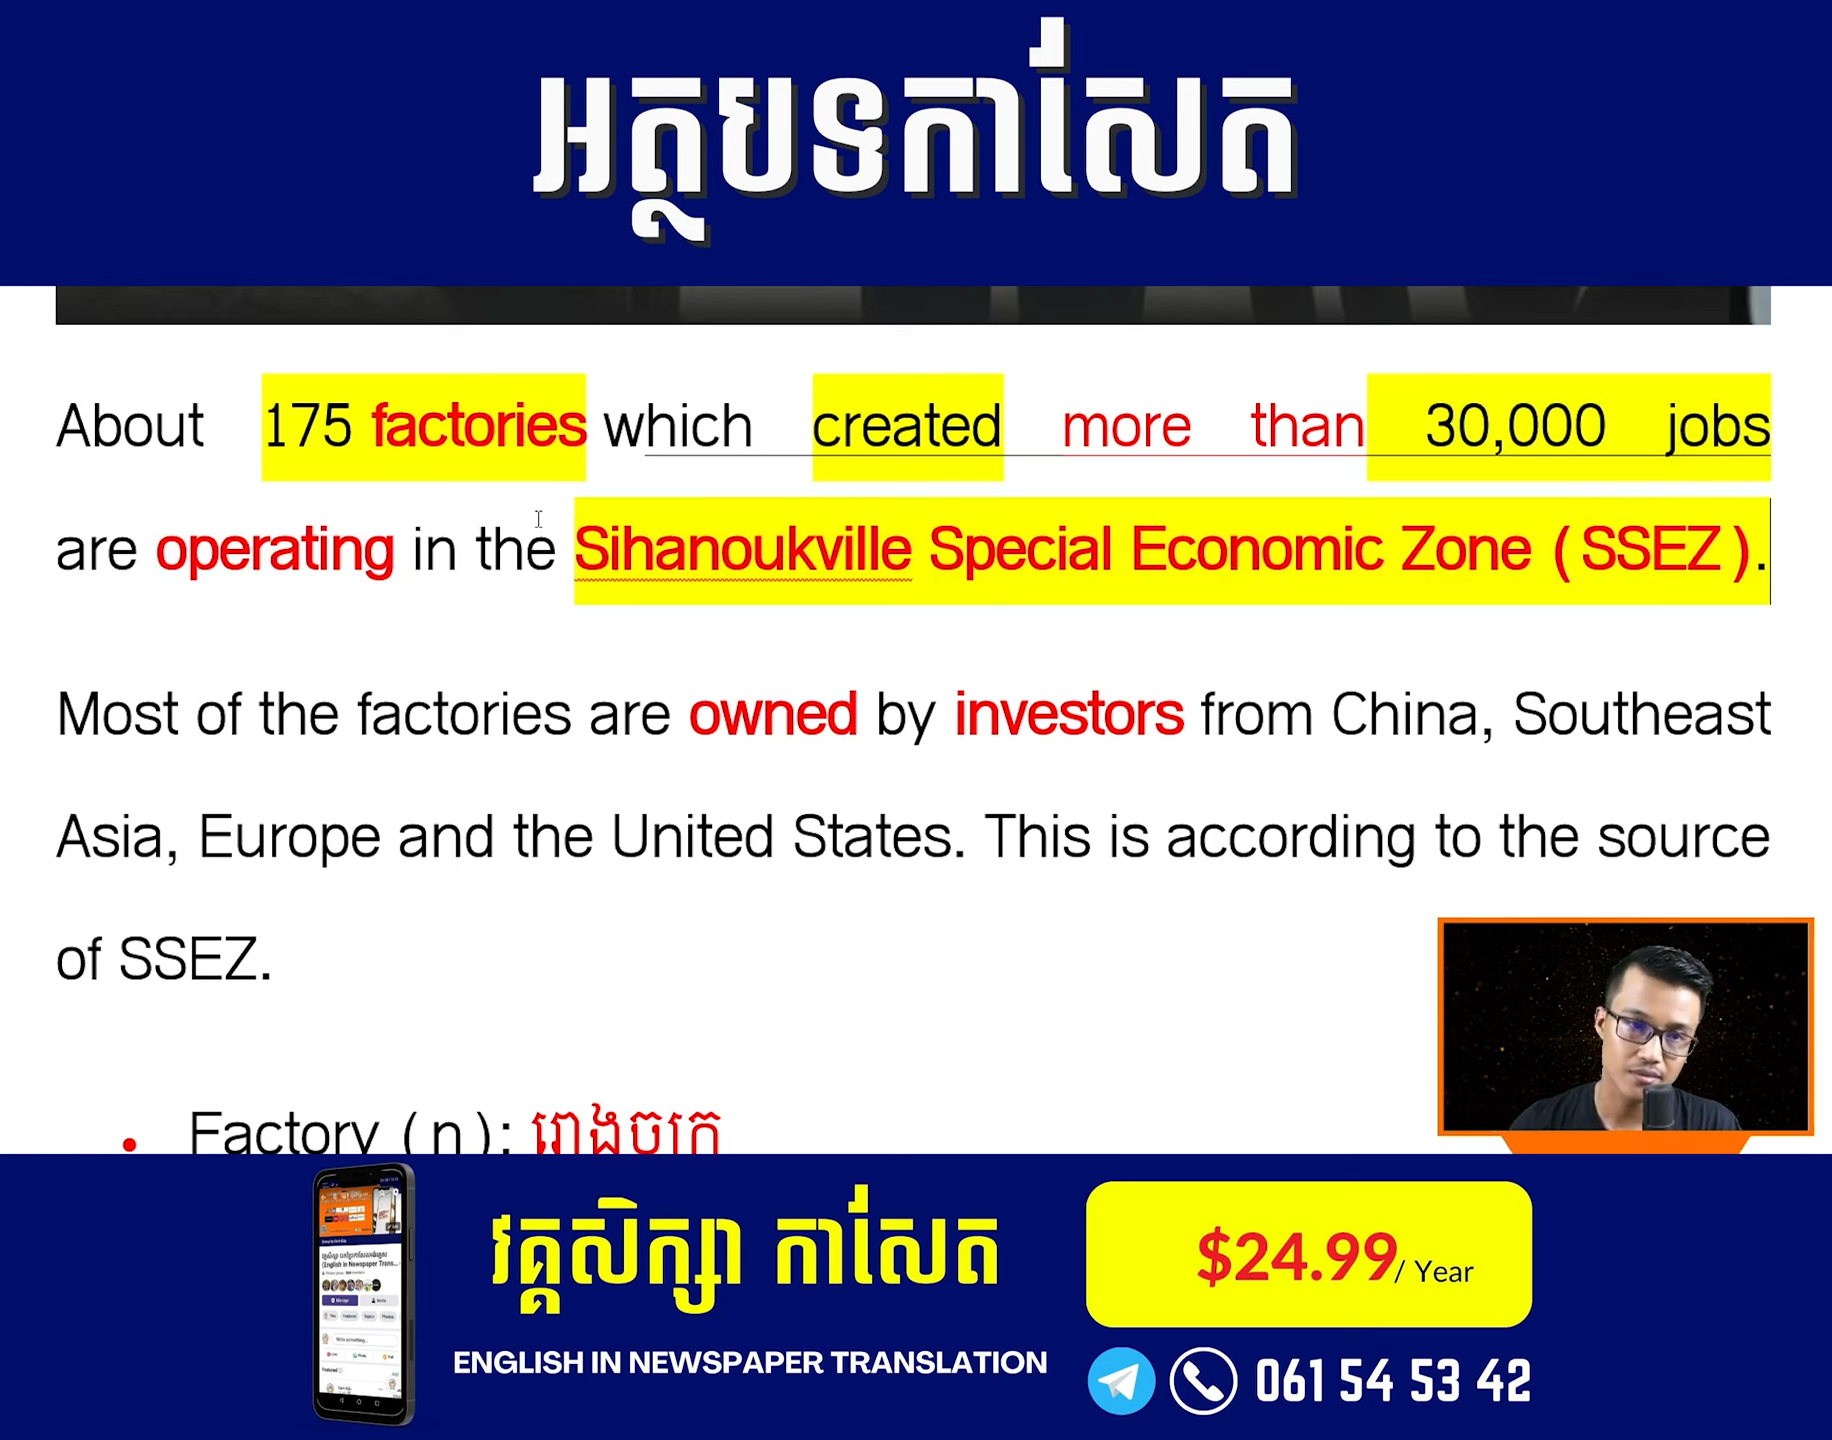 អត្ថបទកាសែត
About 175 factories which created more than 30,000 jobs
are operating in the Sihanoukville Special Economic Zone (SSEZ).
Most of the factories are owned by investors from China, Southeast
Asia, Europe and the United States. This is according to the source
of SSEZ.
• Factory (n): រោងចក្រ
វគ្គសិក្សា កាសែត
ENGLISH IN NEWSPAPER TRANSLATION
$24.99/ Year
061 54 53 42